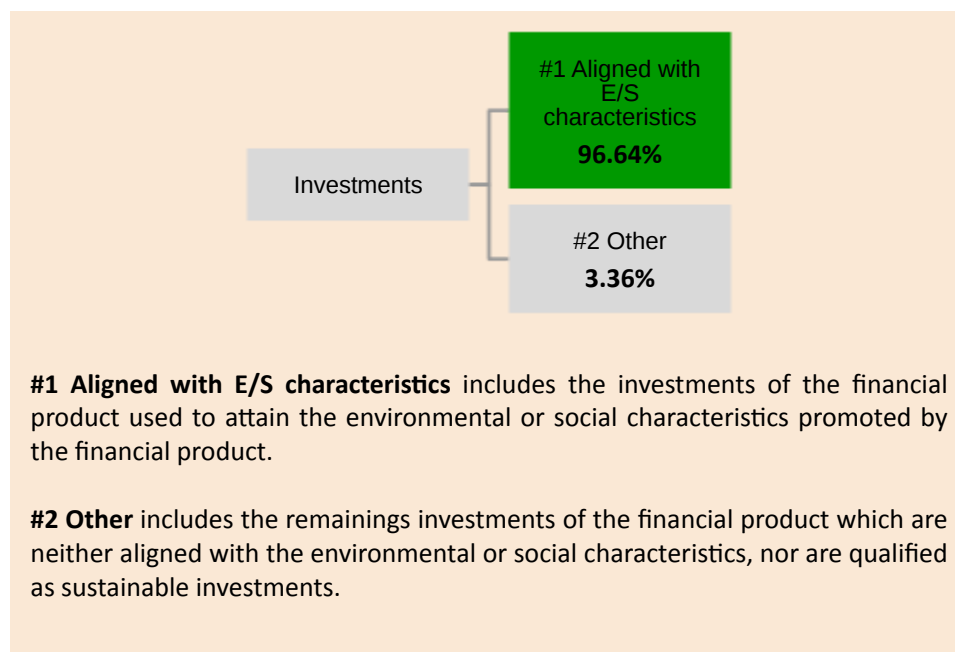 #1 Aligned with
E/S
characteristics
96.64%
Investments
#2 Other
3.36%
#1 Aligned with E/S characteristics includes the investments of the financial
product used to attain the environmental or social characteristics promoted by
the financial product.
#2 Other includes the remainings investments of the financial product which are
neither aligned with the environmental or social characteristics, nor are qualified
as sustainable investments.